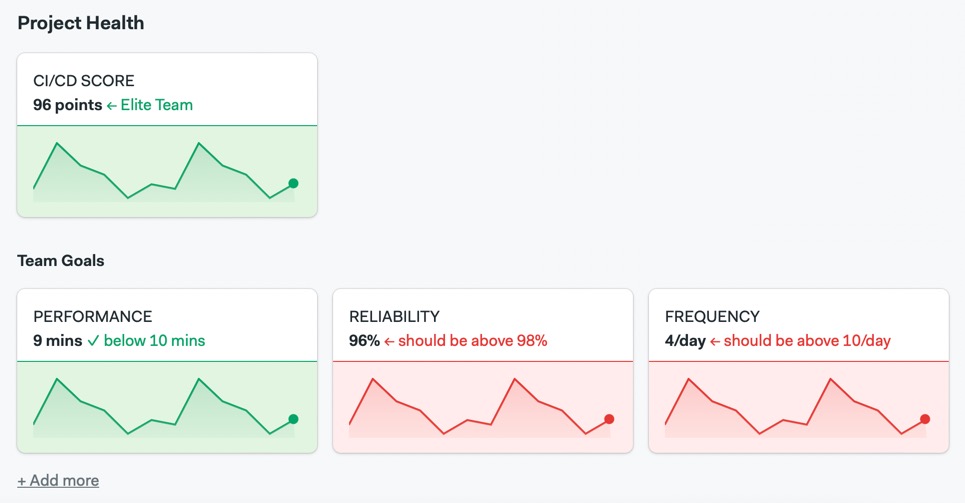 Project Health
CI/CD SCORE
96 points ← Elite Team
Team Goals
PERFORMANCE
9 mins ✓ below 10 mins
RELIABILITY
96% ← should be above 98%
FREQUENCY
4/day ← should be above 10/day
+ Add more